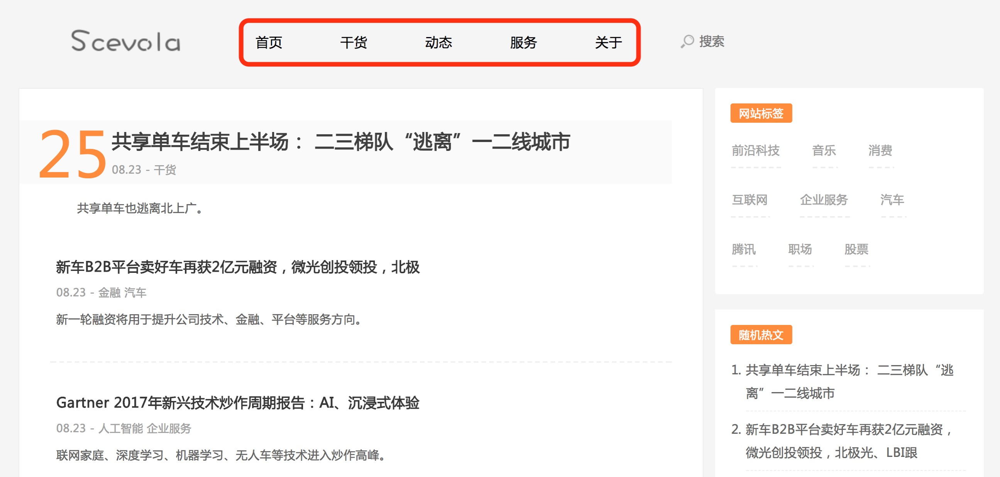 Scevola
首页 干货 动态 服务 关于 搜索
25
共享单车结束上半场： 二三梯队“逃离”一二线城市
08.23 - 干货
共享单车也逃离北上广。
新车B2B平台卖好车再获2亿元融资，微光创投领投，北极
08.23 - 金融 汽车
新一轮融资将用于提升公司技术、金融、平台等服务方向。
Gartner 2017年新兴技术炒作周期报告：AI、沉浸式体验
08.23 - 人工智能 企业服务
联网家庭、深度学习、机器学习、无人车等技术进入炒作高峰。
网站标签
前沿科技 音乐 消费
互联网 企业服务 汽车
腾讯 职场 股票
随机热文
1. 共享单车结束上半场： 二三梯队“逃
离”一二线城市
2. 新车B2B平台卖好车再获2亿元融资，
微光创投领投，北极光、LBI跟